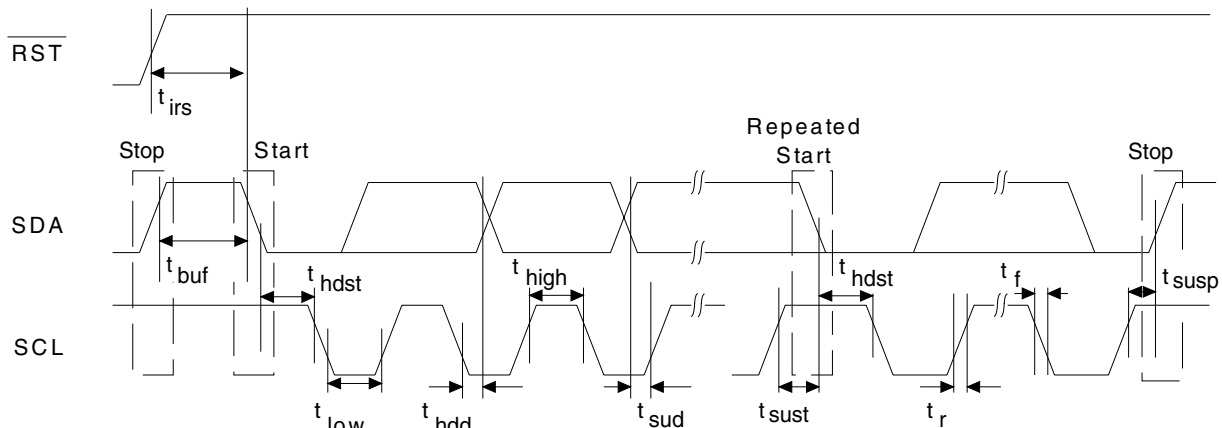 RST
t irs
Repeated
Stop Start Start Stop
SDA
t buf t hdst t high t hdst t f t susp
SCL
t low t hdd t sud t sust t r